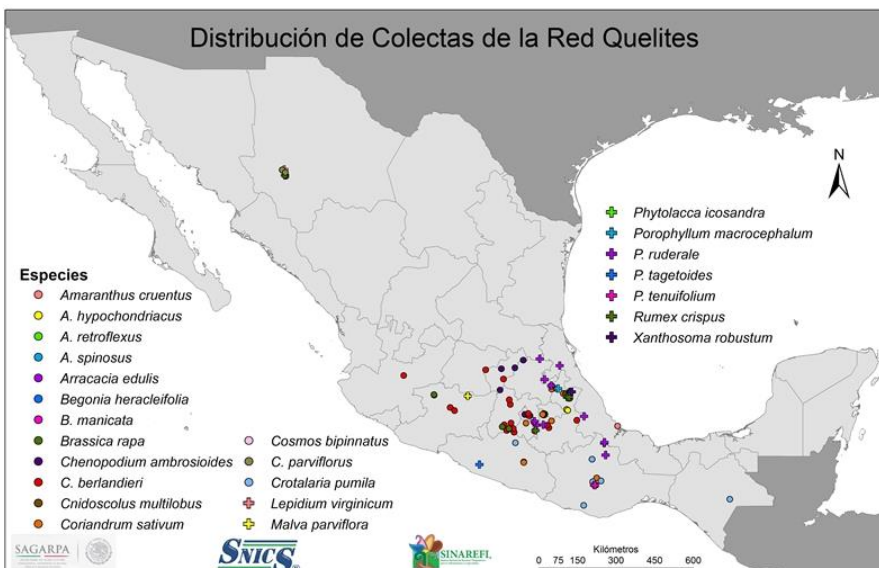 Distribución de Colectas de la Red Quelites
N
Phytolacca icosandra
Porophyllum macrocephalum
P. ruderale
P. tagetoides
P. tenuifolium
Rumex crispus
Xanthosoma robustum
Especies
Amaranthus cruentus
A. hypochondriacus
A. retroflexus
A. spinosus
Arracacia edulis
Begonia heracleifolia
B. manicata
Brassica rapa
Chenopodium ambrosioides
C. berlandieri
Cnidoscolus multilobus
Coriandrum sativum
Cosmos bipinnatus
C. parviflorus
Crotalaria pumila
Lepidium virginicum
Malva parviflora
SAGARPA
SNICS®
SINAREFI
Kilómetros
0 75 150 300 450 600